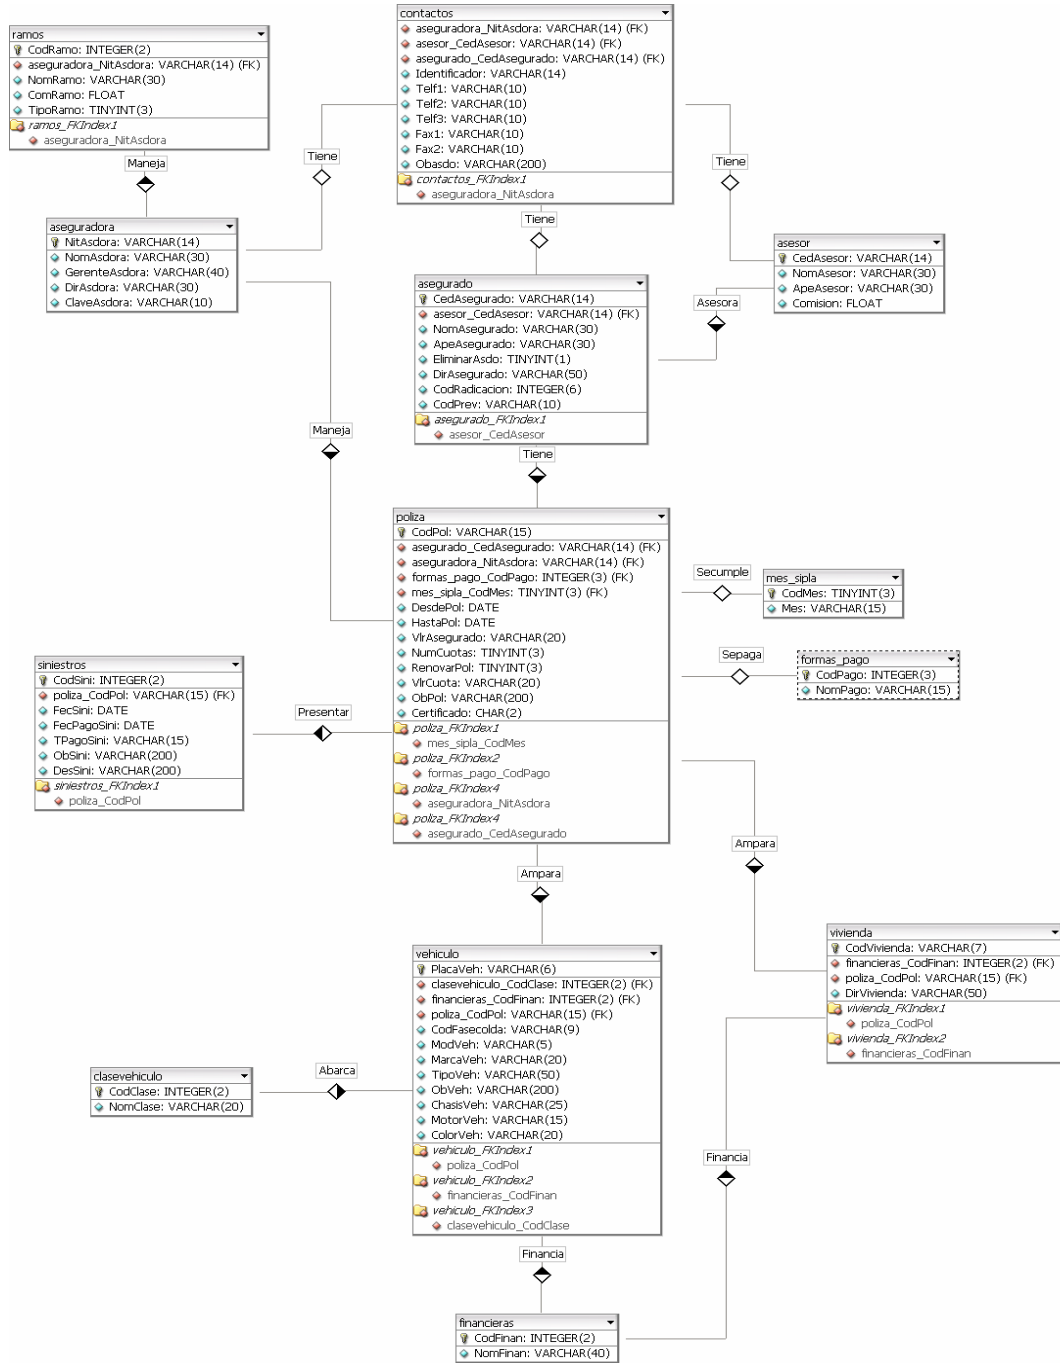 ramos
CodRamo: INTEGER(2)
aseguradora_NitAsdora: VARCHAR(14) (FK)
NomRamo: VARCHAR(30)
ComRamo: FLOAT
TipoRamo: TINYINT(3)
ramos_FKIndex1
aseguradora_NitAsdora
contactos
aseguradora_NitAsdora: VARCHAR(14) (FK)
asesor_CedAsesor: VARCHAR(14) (FK)
asegurado_CedAsegurado: VARCHAR(14) (FK)
Identificador: VARCHAR(14)
Telf1: VARCHAR(10)
Telf2: VARCHAR(10)
Telf3: VARCHAR(10)
Fax1: VARCHAR(10)
Fax2: VARCHAR(10)
Obasdo: VARCHAR(200)
contactos_FKIndex1
aseguradora_NitAsdora
Maneja
Tiene
Tiene
Tiene
aseguradora
NitAsdora: VARCHAR(14)
NomAsdora: VARCHAR(30)
GerenteAsdora: VARCHAR(40)
DirAsdora: VARCHAR(30)
ClaveAsdora: VARCHAR(10)
asesor
CedAsesor: VARCHAR(14)
NomAsesor: VARCHAR(30)
ApeAsesor: VARCHAR(30)
Comision: FLOAT
asegurado
CedAsegurado: VARCHAR(14)
asesor_CedAsesor: VARCHAR(14) (FK)
NomAsegurado: VARCHAR(30)
ApeAsegurado: VARCHAR(30)
EliminarAsdo: TINYINT(1)
DirAsegurado: VARCHAR(50)
CodRadicacion: INTEGER(6)
CodPrev: VARCHAR(10)
asegurado_FKIndex1
asesor_CedAsesor
Asesora
Maneja
Tiene
poliza
CodPol: VARCHAR(15)
asegurado_CedAsegurado: VARCHAR(14) (FK)
aseguradora_NitAsdora: VARCHAR(14) (FK)
formas_pago_CodPago: INTEGER(3) (FK)
mes_sipla_CodMes: TINYINT(3) (FK)
DesdePol: DATE
HastaPol: DATE
VlrAsegurado: VARCHAR(20)
NumCuotas: TINYINT(3)
RenovarPol: TINYINT(3)
VlrCuota: VARCHAR(20)
ObPol: VARCHAR(200)
Certificado: CHAR(2)
poliza_FKIndex1
mes_sipla_CodMes
poliza_FKIndex2
formas_pago_CodPago
poliza_FKIndex4
aseguradora_NitAsdora
poliza_FKIndex4
asegurado_CedAsegurado
Secumple
mes_sipla
CodMes: TINYINT(3)
Mes: VARCHAR(15)
Sepaga
formas_pago
CodPago: INTEGER(3)
NomPago: VARCHAR(15)
siniestros
CodSini: INTEGER(2)
poliza_CodPol: VARCHAR(15) (FK)
FecSini: DATE
FecPagoSini: DATE
TPagoSini: VARCHAR(15)
ObSini: VARCHAR(200)
DesSini: VARCHAR(200)
siniestros_FKIndex1
poliza_CodPol
Presentar
Ampara
Ampara
vivienda
CodVivienda: VARCHAR(7)
financieras_CodFinan: INTEGER(2) (FK)
poliza_CodPol: VARCHAR(15) (FK)
DirVivienda: VARCHAR(50)
vivienda_FKIndex1
poliza_CodPol
vivienda_FKIndex2
financieras_CodFinan
vehiculo
PlacaVeh: VARCHAR(6)
clasevehiculo_CodClase: INTEGER(2) (FK)
financieras_CodFinan: INTEGER(2) (FK)
poliza_CodPol: VARCHAR(15) (FK)
CodFasecolda: VARCHAR(9)
ModVeh: VARCHAR(5)
MarcaVeh: VARCHAR(20)
TipoVeh: VARCHAR(50)
ObVeh: VARCHAR(200)
ChasisVeh: VARCHAR(25)
MotorVeh: VARCHAR(15)
ColorVeh: VARCHAR(20)
vehiculo_FKIndex1
poliza_CodPol
vehiculo_FKIndex2
financieras_CodFinan
vehiculo_FKIndex3
clasevehiculo_CodClase
clasevehiculo
CodClase: INTEGER(2)
NomClase: VARCHAR(20)
Abarca
Financia
Financia
financieras
CodFinan: INTEGER(2)
NomFinan: VARCHAR(40)